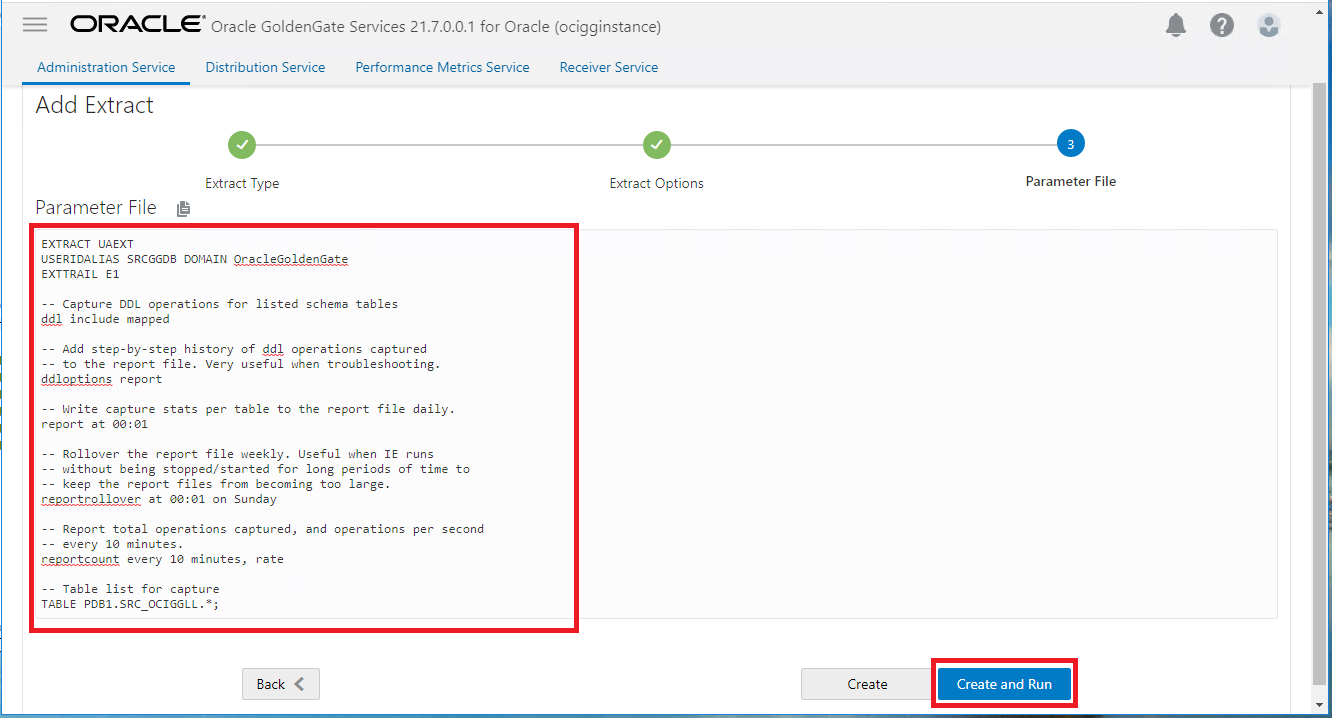 ORACLE® Oracle GoldenGate Services 21.7.0.0.1 for Oracle (ocigginstance)
Administration Service Distribution Service Performance Metrics Service Receiver Service
Add Extract
3
Extract Type Extract Options Parameter File
Parameter File
EXTRACT UAEXT
USERIDALIAS SRCGGDB DOMAIN OracleGoldenGate
EXTTRAIL E1
-- Capture DDL operations for listed schema tables
ddl include mapped
-- Add step-by-step history of ddl operations captured
-- to the report file. Very useful when troubleshooting.
ddloptions report
-- Write capture stats per table to the report file daily.
report at 00:01
-- Rollover the report file weekly. Useful when IE runs
-- without being stopped/started for long periods of time to
-- keep the report files from becoming too large.
reportrollover at 00:01 on Sunday
-- Report total operations captured, and operations per second
-- every 10 minutes.
reportcount every 10 minutes, rate
-- Table list for capture
TABLE PDB1.SRC_OCIGGLL.*;
Back Create Create and Run